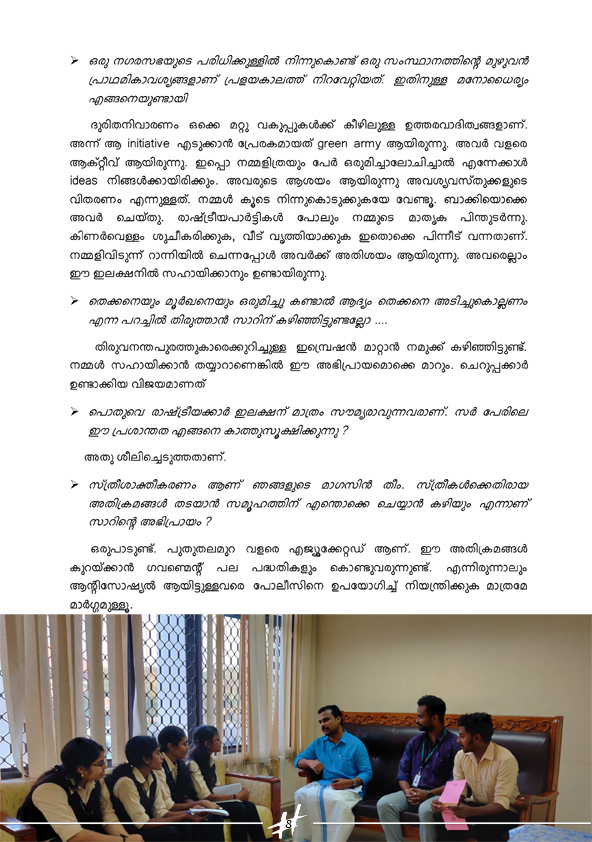 ➢ ഒരു നഗരസഭയുടെ പരിധിക്കുള്ളിൽ നിന്നുകൊണ്ട് ഒരു സംസ്ഥാനത്തിന്റെ മുഴുവൻ
പ്രാഥമികാവശ്യങ്ങളാണ് പ്രളയകാലത്ത് നിറവേറ്റിയത്. ഇതിനുള്ള മനോധൈര്യം
എങ്ങനെയുണ്ടായി
ദുരിതനിവാരണം ഒക്കെ മറ്റു വകുപ്പുകൾക്ക് കീഴിലുള്ള ഉത്തരവാദിത്വങ്ങളാണ്.
അന്ന് ആ initiative എടുക്കാൻ പ്രേരകമായത് green army ആയിരുന്നു. അവർ വളരെ
ആക്റ്റീവ് ആയിരുന്നു. ഇപ്പൊ നമ്മളിത്രയും പേർ ഒരുമിച്ചാലോചിച്ചാൽ എന്നേക്കാൾ
ideas നിങ്ങൾക്കായിരിക്കും. അവരുടെ ആശയം ആയിരുന്നു അവശ്യവസ്തുക്കളുടെ
വിതരണം എന്നുള്ളത്. നമ്മൾ കൂടെ നിന്നുകൊടുക്കുകയേ വേണ്ടൂ. ബാക്കിയൊക്കെ
അവർ ചെയ്തു. രാഷ്ട്രീയപാർട്ടികൾ പോലും നമ്മുടെ മാതൃക പിന്തുടർന്നു.
കിണർവെള്ളം ശുചീകരിക്കുക, വീട് വൃത്തിയാക്കുക ഇതൊക്കെ പിന്നീട് വന്നതാണ്.
നമ്മളിവിടുന്ന് റാന്നിയിൽ ചെന്നപ്പോൾ അവർക്ക് അതിശയം ആയിരുന്നു. അവരെല്ലാം
ഈ ഇലക്ഷനിൽ സഹായിക്കാനും ഉണ്ടായിരുന്നു.
➢ തെക്കനെയും മൂർഖനെയും ഒരുമിച്ചു കണ്ടാൽ ആദ്യം തെക്കനെ അടിച്ചുകൊല്ലണം
എന്ന പറച്ചിൽ തിരുത്താൻ സാറിന് കഴിഞ്ഞിട്ടുണ്ടല്ലോ ....
തിരുവനന്തപുരത്തുകാരെക്കുറിച്ചുള്ള ഇമ്പ്രെഷൻ മാറ്റാൻ നമുക്ക് കഴിഞ്ഞിട്ടുണ്ട്.
നമ്മൾ സഹായിക്കാൻ തയ്യാറാണെങ്കിൽ ഈ അഭിപ്രായമൊക്കെ മാറും. ചെറുപ്പക്കാർ
ഉണ്ടാക്കിയ വിജയമാണത്
➢ പൊതുവെ രാഷ്ട്രീയക്കാർ ഇലക്ഷന് മാത്രം സൗമ്യരാവുന്നവരാണ്. സർ പേരിലെ
ഈ പ്രശാന്തത എങ്ങനെ കാത്തുസൂക്ഷിക്കുന്നു ?
അതു ശീലിച്ചെടുത്തതാണ്.
➢ സ്ത്രീശാക്തീകരണം ആണ് ഞങ്ങളുടെ മാഗസിൻ തീം. സ്ത്രീകൾക്കെതിരായ
അതിക്രമങ്ങൾ തടയാൻ സമൂഹത്തിന് എന്തൊക്കെ ചെയ്യാൻ കഴിയും എന്നാണ്
സാറിന്റെ അഭിപ്രായം ?
ഒരുപാടുണ്ട്. പുതുതലമുറ വളരെ എജ്യൂക്കേറ്റഡ് ആണ്. ഈ അതിക്രമങ്ങൾ
കുറയ്ക്കാൻ ഗവണ്മെന്റ് പല പദ്ധതികളും കൊണ്ടുവരുന്നുണ്ട്. എന്നിരുന്നാലും
ആന്റിസോഷ്യൽ ആയിട്ടുള്ളവരെ പോലീസിനെ ഉപയോഗിച്ച് നിയന്ത്രിക്കുക മാത്രമേ
മാർഗ്ഗമുള്ളൂ.
8